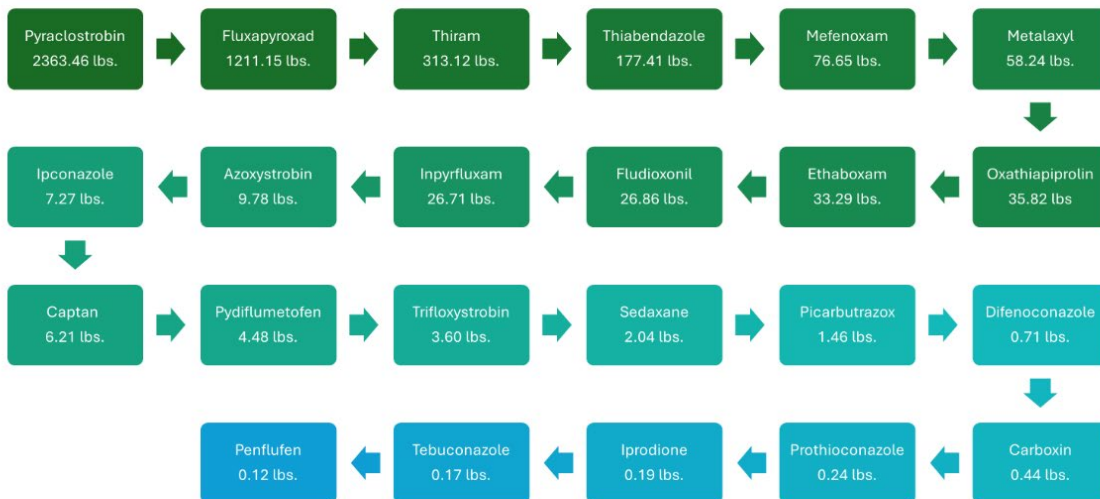 Pyraclostrobin
2363.46 lbs.
Fluxapyroxad
1211.15 lbs.
Thiram
313.12 lbs.
Thiabendazole
177.41 lbs.
Mefenoxam
76.65 lbs.
Metalaxyl
58.24 lbs.
Oxathiapiprolin
35.82 lbs
Ethaboxam
33.29 lbs.
Fludioxonil
26.86 lbs.
Inpyrfluxam
26.71 lbs.
Azoxystrobin
9.78 lbs.
Ipconazole
7.27 lbs.
Captan
6.21 lbs.
Pydiflumetofen
4.48 lbs.
Trifloxystrobin
3.60 lbs.
Sedaxane
2.04 lbs.
Picarbutrazox
1.46 lbs.
Difenoconazole
0.71 lbs.
Carboxin
0.44 lbs.
Prothioconazole
0.24 lbs.
Iprodione
0.19 lbs.
Tebuconazole
0.17 lbs.
Penflufen
0.12 lbs.